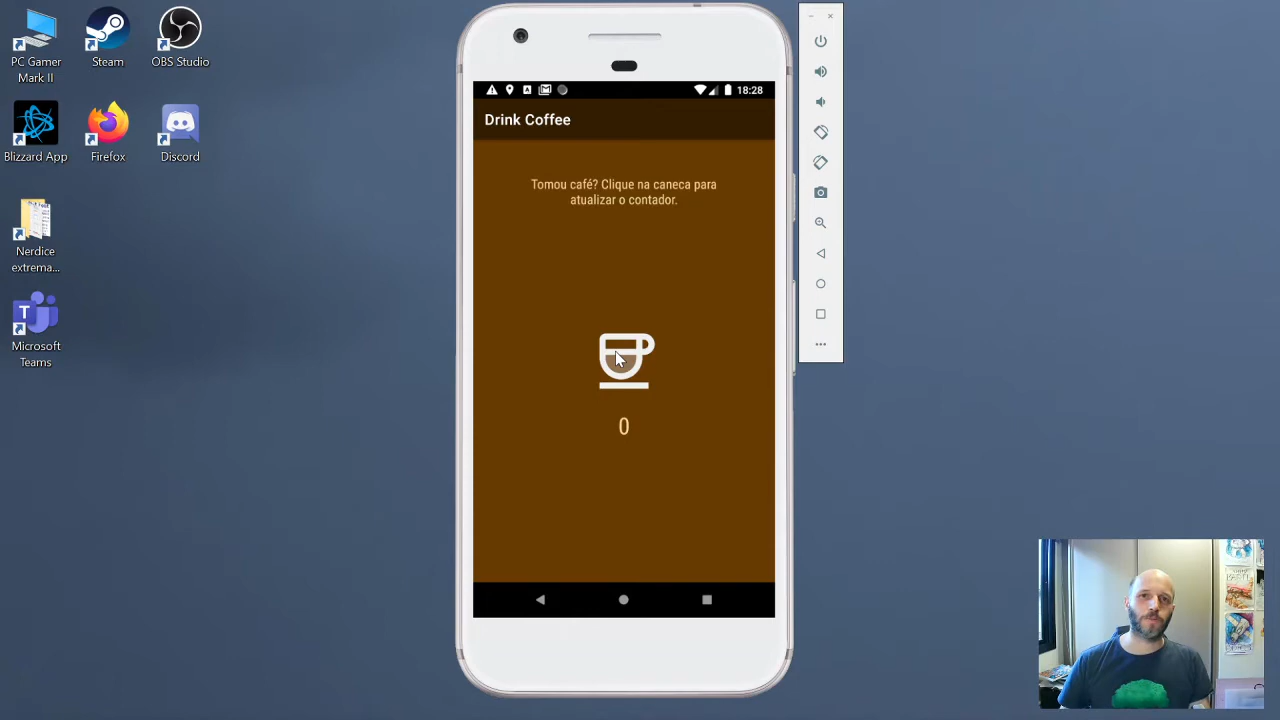 PC Gamer
Mark II
Steam
OBS Studio
Blizzard App
Firefox
Discord
Nerdice
extrema...
Microsoft
Teams
18:28
Drink Coffee
Tomou café? Clique na caneca para
atualizar o contador.
0